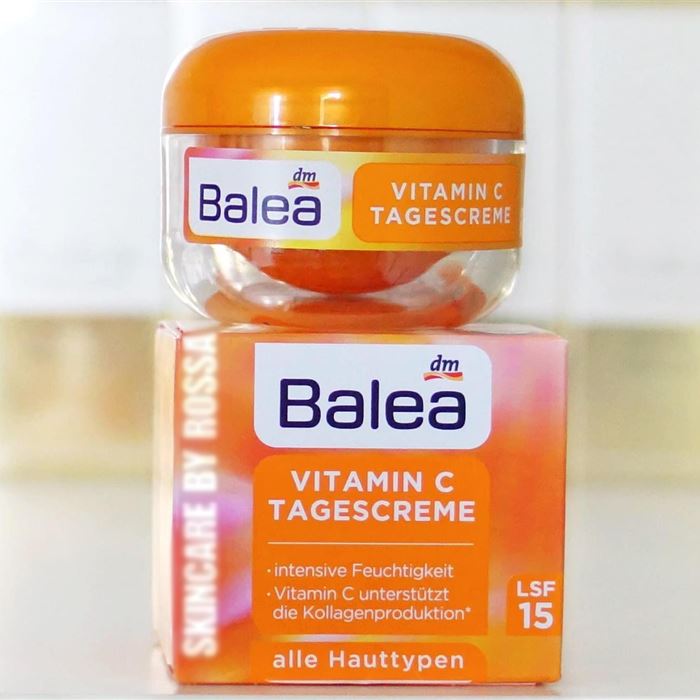 dm
Balea
VITAMIN C
TAGESCREME
dm
Balea
VITAMIN C
TAGESCREME
· intensive Feuchtigkeit
· Vitamin C unterstützt
die Kollagenproduktion*
LSF
15
alle Hauttypen
SKINCARE BY ROSSA